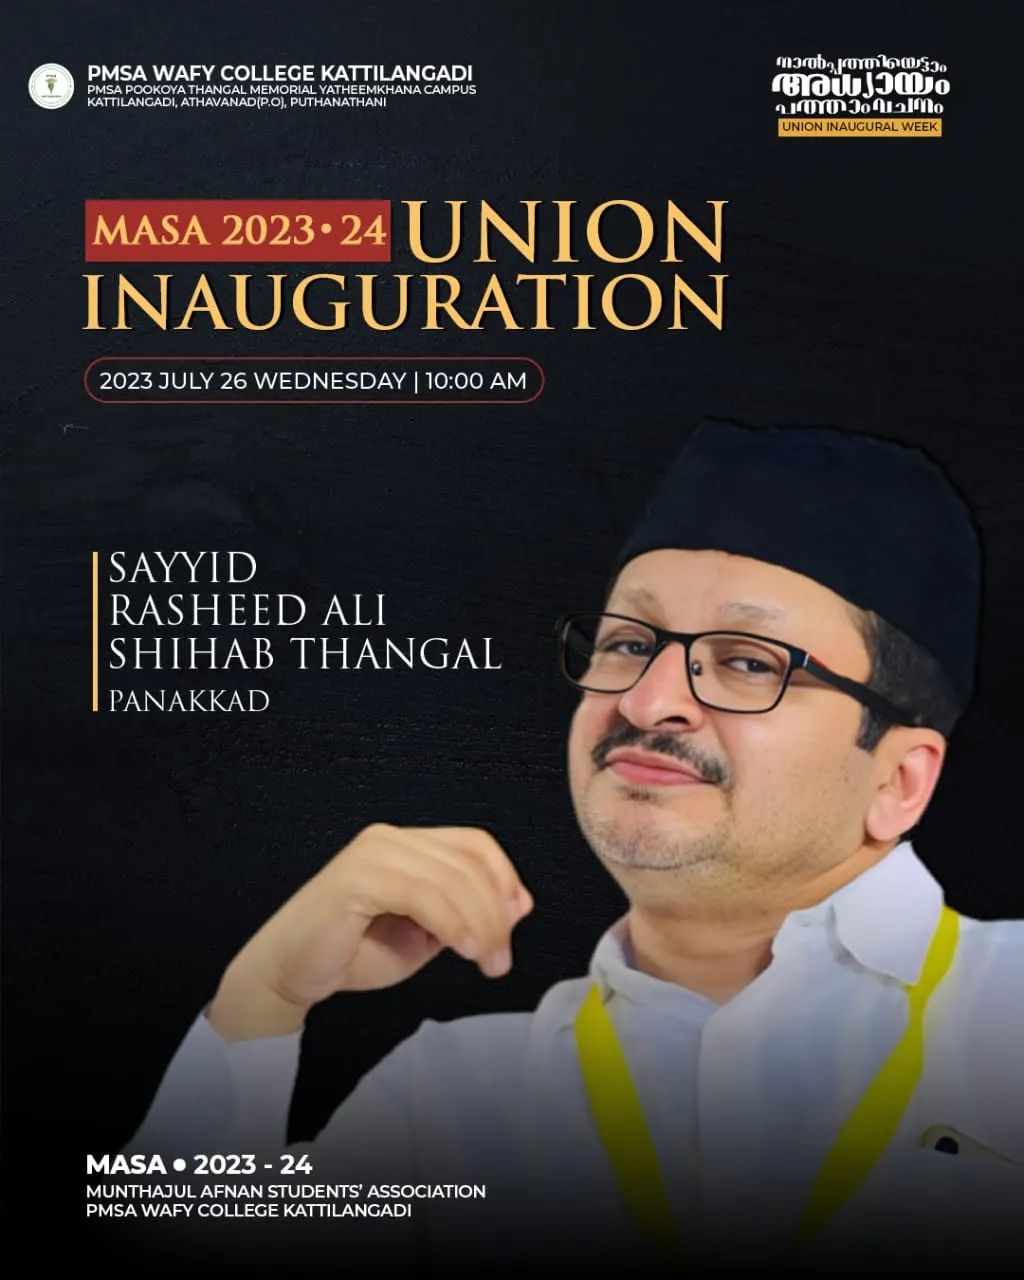 PMSA WAFY COLLEGE KATTILANGADI
PMSA POOKOYA THANGAL MEMORIAL YATHEEMKHANA CAMPUS
KATTILANGADI, ATHAVANAD(P.O), PUTHANATHANI
നാൽപ്പത്തിയെട്ടാം
അധ്യായം
പത്താം വചനം
UNION INAUGURAL WEEK
MASA 2023•24 UNION
INAUGURATION
2023 JULY 26 WEDNESDAY | 10:00 AM
SAYYID
RASHEED ALI
SHIHAB THANGAL
PANAKKAD
MASA • 2023 - 24
MUNTHAJUL AFNAN STUDENTS' ASSOCIATION
PMSA WAFY COLLEGE KATTILANGADI